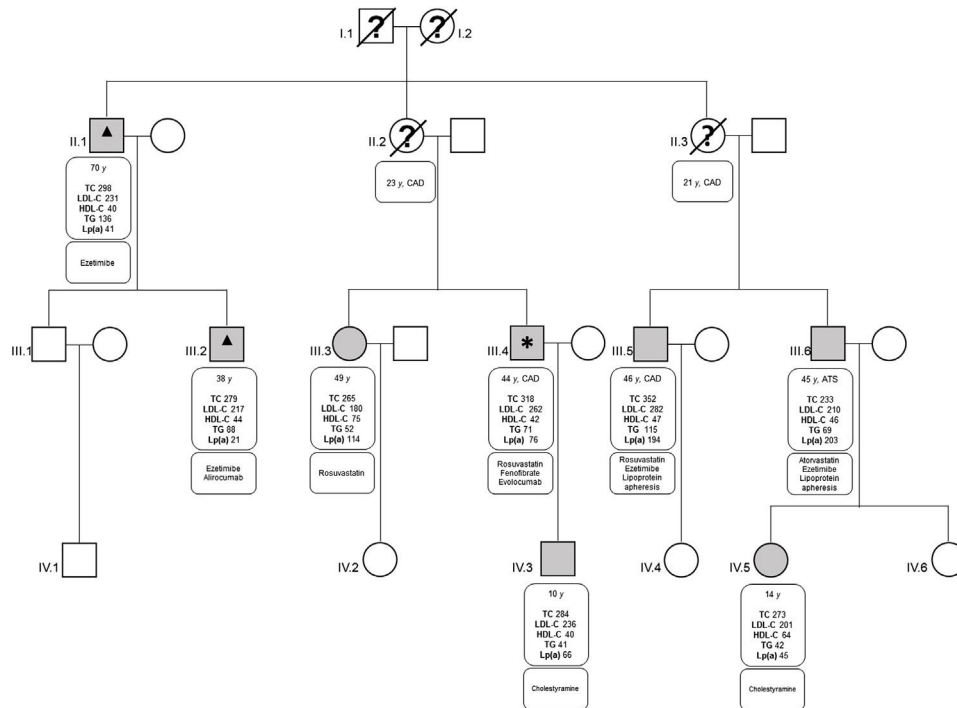 ?
?
I.1
I.2
II.1
?
II.2
?
II.3
70 y
TC 298
LDL-C 231
HDL-C 40
TG 136
Lp(a) 41
Ezetimibe
23 y, CAD
21 y, CAD
III.1
III.2
III.3
*
III.4
III.5
III.6
38 y
TC 279
LDL-C 217
HDL-C 44
TG 88
Lp(a) 21
Ezetimibe
Alirocumab
49 y
TC 265
LDL-C 180
HDL-C 75
TG 52
Lp(a) 114
Rosuvastatin
44 y, CAD
TC 318
LDL-C 262
HDL-C 42
TG 71
Lp(a) 76
Rosuvastatin
Fenofibrate
Evolocumab
46 y, CAD
TC 352
LDL-C 282
HDL-C 47
TG 115
Lp(a) 194
Rosuvastatin
Ezetimibe
Lipoprotein
apheresis
45 y, ATS
TC 233
LDL-C 210
HDL-C 46
TG 69
Lp(a) 203
Atorvastatin
Ezetimibe
Lipoprotein
apheresis
IV.1
IV.2
IV.3
IV.4
IV.5
IV.6
10 y
TC 284
LDL-C 236
HDL-C 40
TG 41
Lp(a) 66
Cholestyramine
14 y
TC 273
LDL-C 201
HDL-C 64
TG 42
Lp(a) 45
Cholestyramine